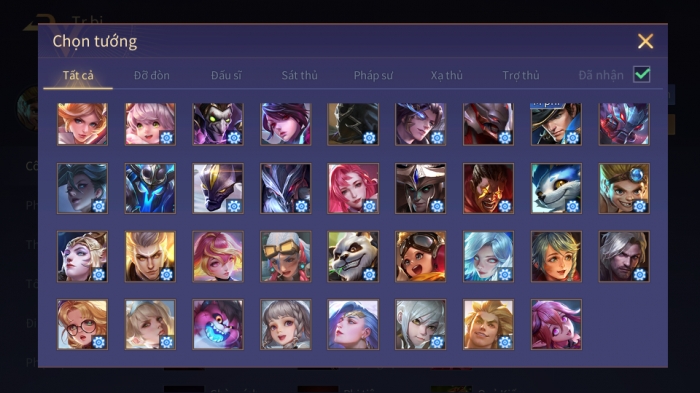 Chọn tướng
Tất cả
Đỡ đòn
Đấu sĩ
Sát thủ
Pháp sư
Xạ thủ
Trợ thủ
Đã nhận